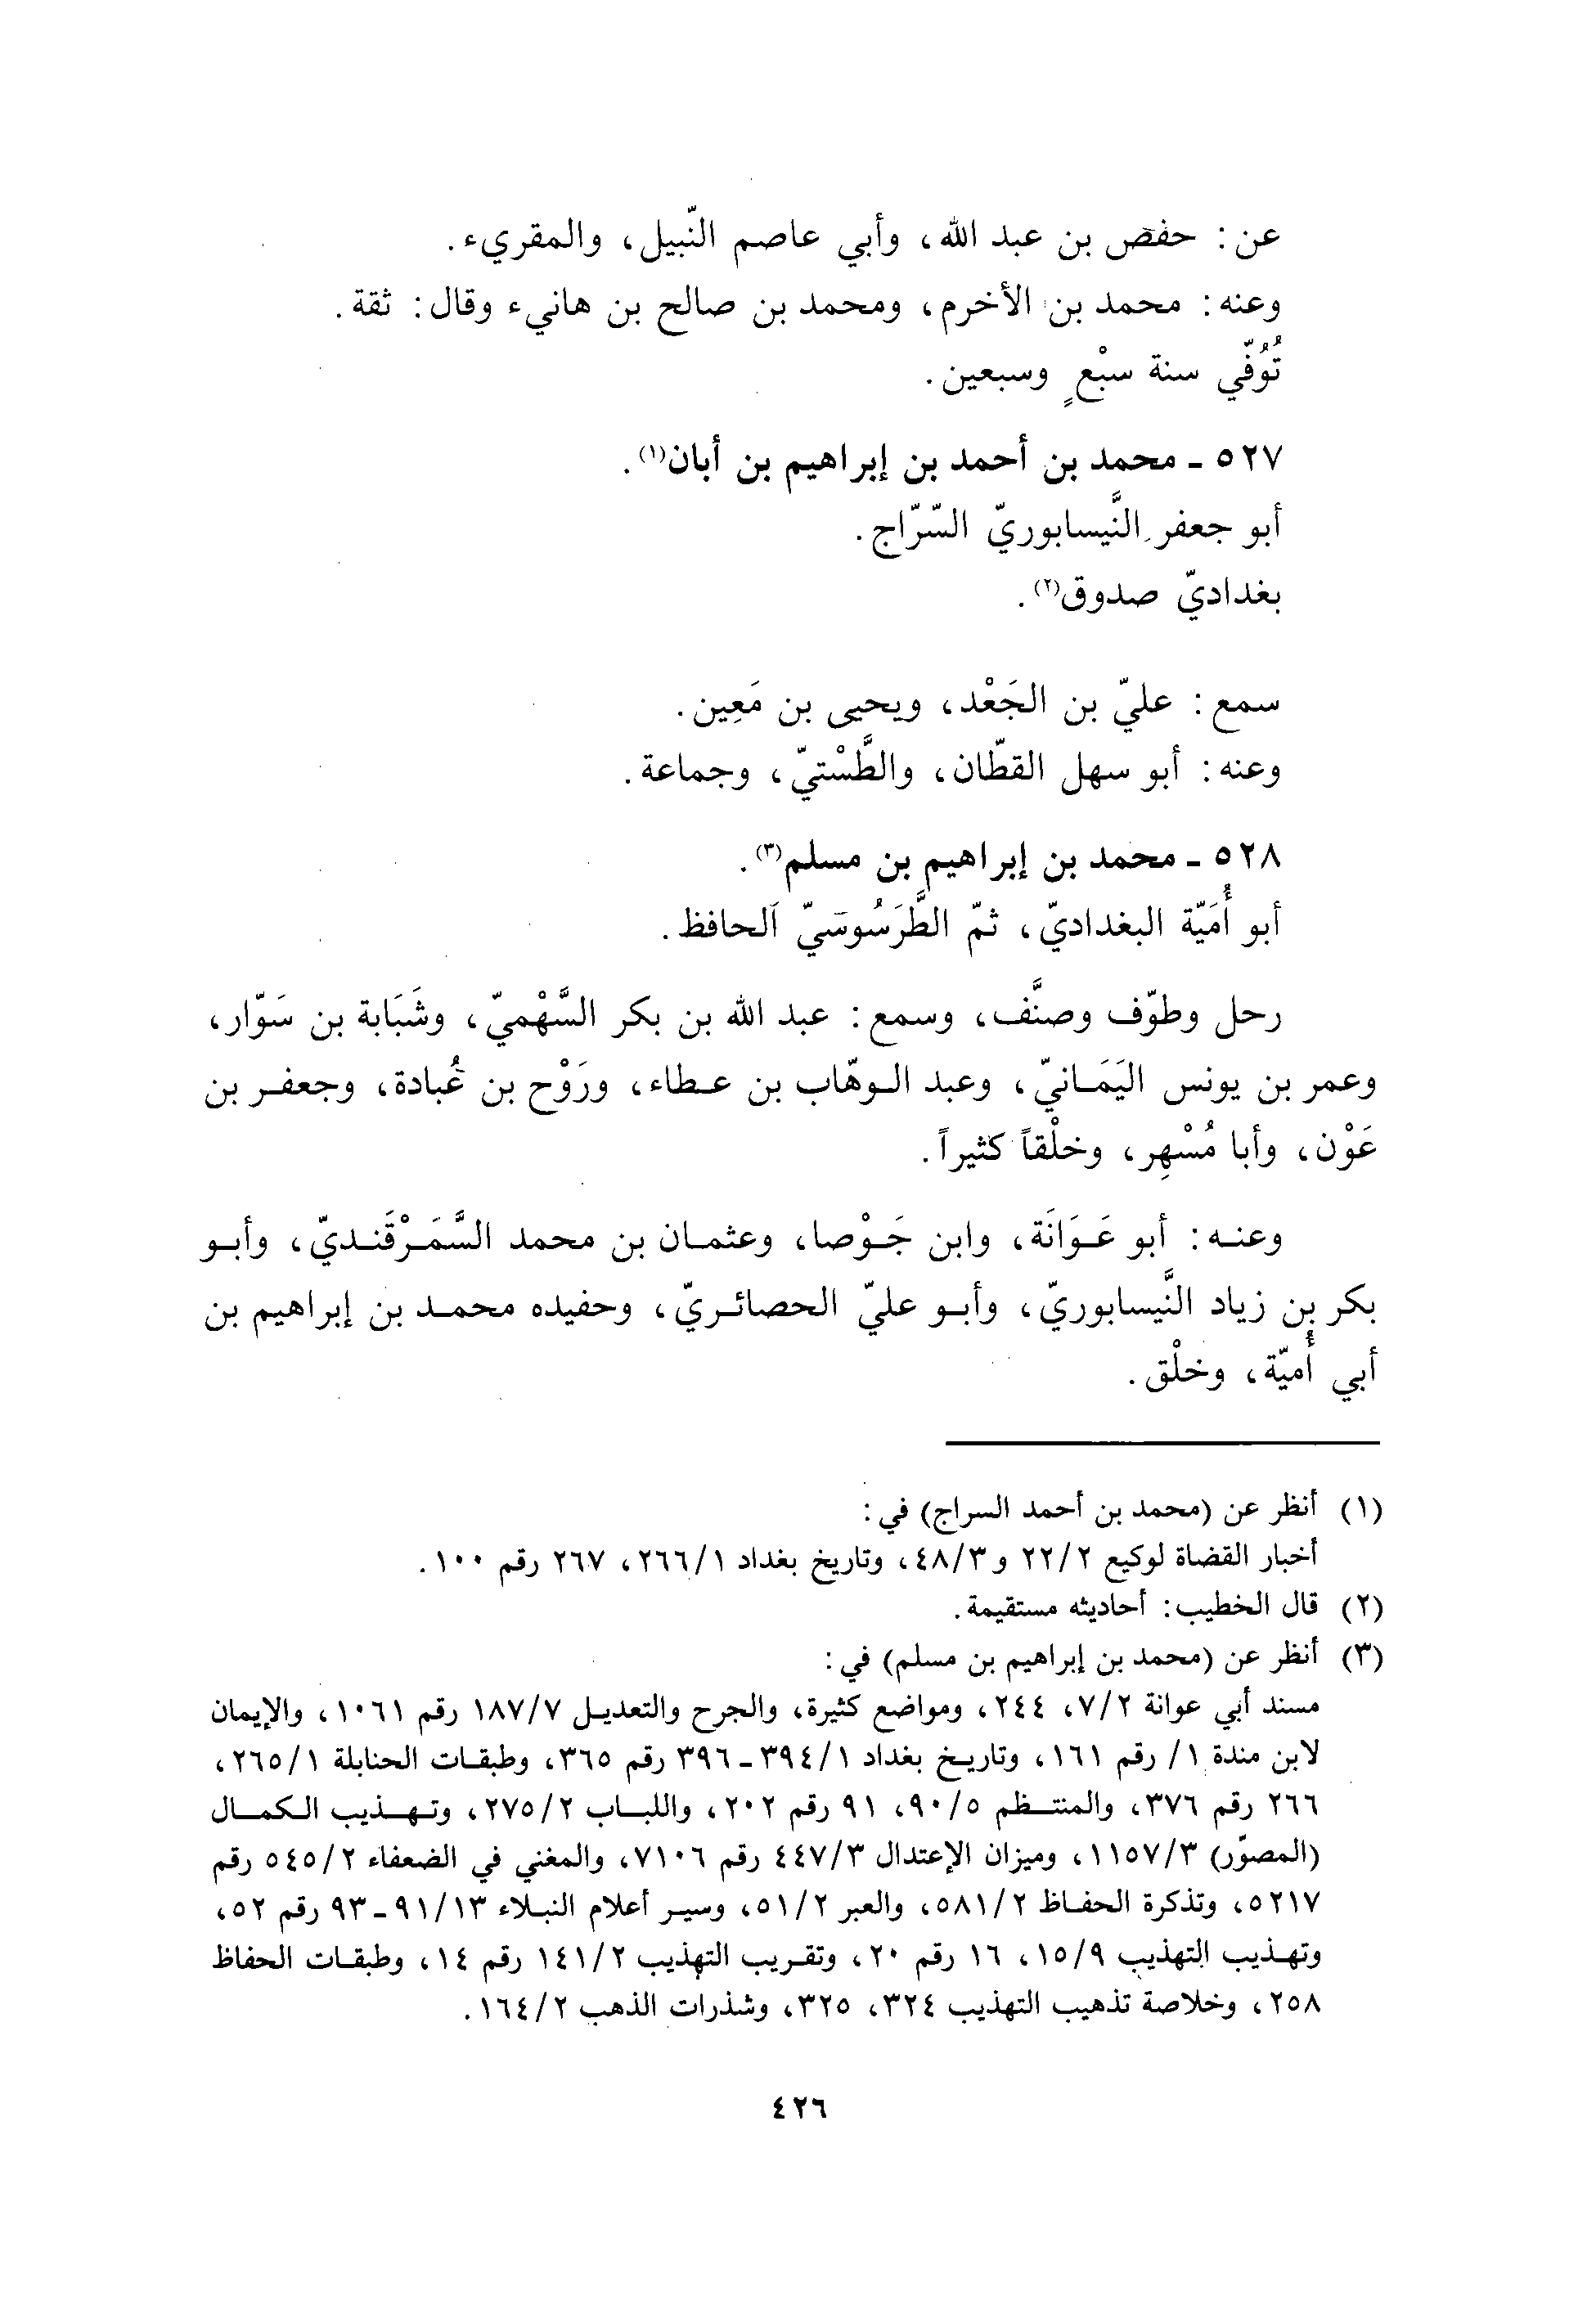 عن: حفص بن عبد الله، وأبي عاصم النّبيل، والمقريء.
وعنه: محمد بن الأخرم، ومحمد بن صالح بن هانيء وقال: ثقة.
تُوُفّي سنة سبْعٍ وسبعين.
٥٢٧ - محمد بن أحمد بن إبراهيم بن أبان(١).
أبو جعفر النَّيسابوريّ السّرّاج.
بغداديّ صدوق(٢).
سمع: عليّ بن الجَعْد، ويحيى بن مَعِين.
وعنه: أبو سهل القطّان، والطَّسْتيّ، وجماعة.
٥٢٨ - محمد بن إبراهيم بن مسلم(٣).
أبو أُمَيّة البغداديّ، ثمّ الطَّرَسُوسيّ الحافظ.
رحل وطوّف وصنَّف، وسمع: عبد الله بن بكر السَّهْميّ، وشَبَابة بن سَوّار،
وعمر بن يونس اليَمَانيّ، وعبد الوهّاب بن عطاء، ورَوْح بن عُبادة، وجعفر بن
عَوْن، وأبا مُسْهِر، وخلْقاً كثيراً.
وعنه: أبو عَوَانَة، وابن جَوْصا، وعثمان بن محمد السَّمَرْقَنديّ، وأبو
بكر بن زياد النَّيسابوريّ، وأبو عليّ الحصائريّ، وحفيده محمد بن إبراهيم بن
أبي أُميّة، وخلْق.
(١) أنظر عن (محمد بن أحمد السراج) في:
أخبار القضاة لوكيع ٢٢/٢ و ٤٨/٣، وتاريخ بغداد ٢٦٦/١، ٢٦٧ رقم ١٠٠.
(٢) قال الخطيب: أحاديثه مستقيمة.
(٣) أنظر عن (محمد بن إبراهيم بن مسلم) في:
مسند أبي عوانة ٧/٢، ٢٤٤، ومواضع كثيرة، والجرح والتعديل ١٨٧/٧ رقم ١٠٦١، والإيمان
لابن مندة ١/ رقم ١٦١، وتاريخ بغداد ٣٩٤/١ - ٣٩٦ رقم ٣٦٥، وطبقات الحنابلة ٢٦٥/١،
٢٦٦ رقم ٣٧٦، والمنتظم ٩٠/٥، ٩١ رقم ٢٠٢، واللباب ٢٧٥/٢، وتهذيب الكمال
(المصوّر) ١١٥٧/٣، وميزان الإعتدال ٤٤٧/٣ رقم ٧١٠٦، والمغني في الضعفاء ٥٤٥/٢ رقم
٥٢١٧، وتذكرة الحفاظ ٥٨١/٢، والعبر ٥١/٢، وسير أعلام النبلاء ٩١/١٣ - ٩٣ رقم ٥٢،
وتهذيب التهذيب ١٥/٩، ١٦ رقم ٢٠، وتقريب التهذيب ١٤١/٢ رقم ١٤، وطبقات الحفاظ
٢٥٨، وخلاصة تذهيب التهذيب ٣٢٤، ٣٢٥، وشذرات الذهب ١٦٤/٢.
٤٢٦